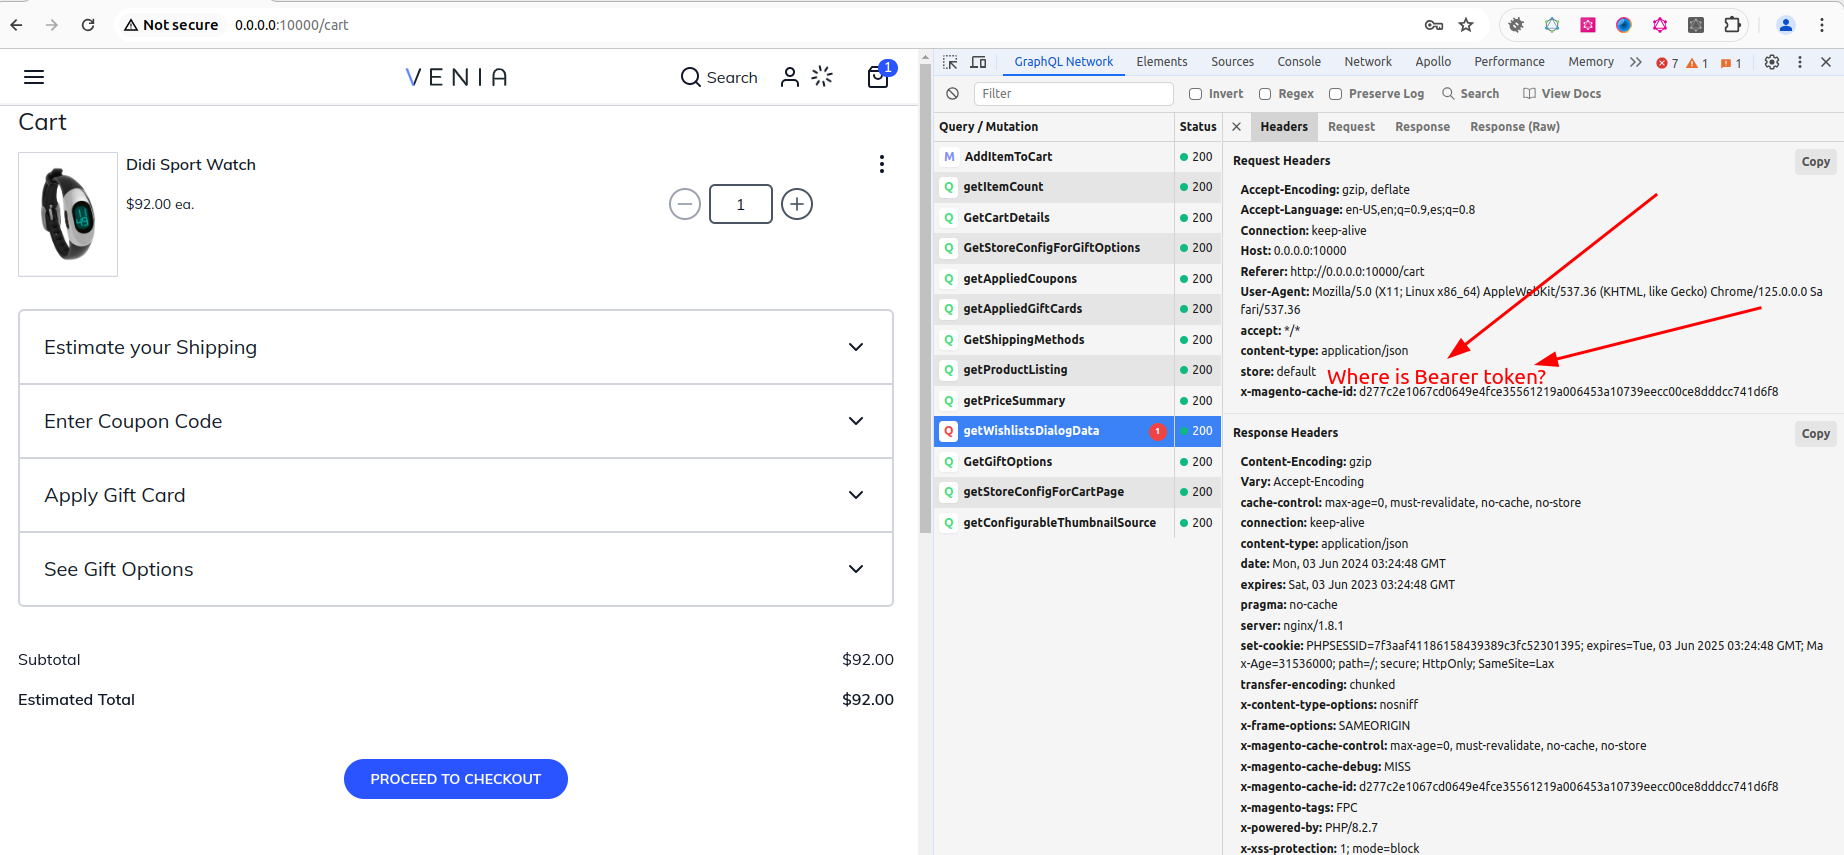 Not secure 0.0.0.0:10000/cart
VENIA
Search
1
Cart
Didi Sport Watch
$92.00 ea.
1
Estimate your Shipping
Enter Coupon Code
Apply Gift Card
See Gift Options
Subtotal $92.00
Estimated Total $92.00
PROCEED TO CHECKOUT
GraphQL Network Elements Sources Console Network Apollo Performance Memory 7 1 1
Filter Invert Regex Preserve Log Search View Docs
Query / Mutation Status
M AddItemToCart 200
Q getItemCount 200
Q GetCartDetails 200
Q GetStoreConfigForGiftOptions 200
Q getAppliedCoupons 200
Q getAppliedGiftCards 200
Q GetShippingMethods 200
Q getProductListing 200
Q getPriceSummary 200
Q getWishlistsDialogData 1 200
Q GetGiftOptions 200
Q getStoreConfigForCartPage 200
Q getConfigurableThumbnailSource 200
Headers Request Response Response (Raw)
Request Headers Copy
Accept-Encoding: gzip, deflate
Accept-Language: en-US,en;q=0.9,es;q=0.8
Connection: keep-alive
Host: 0.0.0.0:10000
Referer: http://0.0.0.0:10000/cart
User-Agent: Mozilla/5.0 (X11; Linux x86_64) AppleWebKit/537.36 (KHTML, like Gecko) Chrome/125.0.0.0 Sa
fari/537.36
accept: */*
content-type: application/json
store: default
Where is Bearer token?
x-magento-cache-id: d277c2e1067cd0649e4fce35561219a006453a10739eecc00ce8dddcc741d6f8
Response Headers Copy
Content-Encoding: gzip
Vary: Accept-Encoding
cache-control: max-age=0, must-revalidate, no-cache, no-store
connection: keep-alive
content-type: application/json
date: Mon, 03 Jun 2024 03:24:48 GMT
expires: Sat, 03 Jun 2023 03:24:48 GMT
pragma: no-cache
server: nginx/1.8.1
set-cookie: PHPSESSID=7f3aaf41186158439389c3fc52301395; expires=Tue, 03 Jun 2025 03:24:48 GMT; Ma
x-Age=31536000; path=/; secure; HttpOnly; SameSite=Lax
transfer-encoding: chunked
x-content-type-options: nosniff
x-frame-options: SAMEORIGIN
x-magento-cache-control: max-age=0, must-revalidate, no-cache, no-store
x-magento-cache-debug: MISS
x-magento-cache-id: d277c2e1067cd0649e4fce35561219a006453a10739eecc00ce8dddcc741d6f8
x-magento-tags: FPC
x-powered-by: PHP/8.2.7
x-xss-protection: 1; mode=block